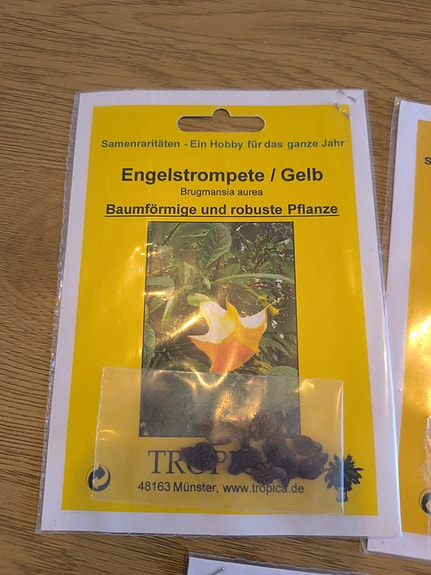 Samenraritäten - Ein Hobby für das ganze Jahr
Engelstrompete / Gelb
Brugmansia aurea
Baumförmige und robuste Pflanze
48163 Münster, www.tropica.de